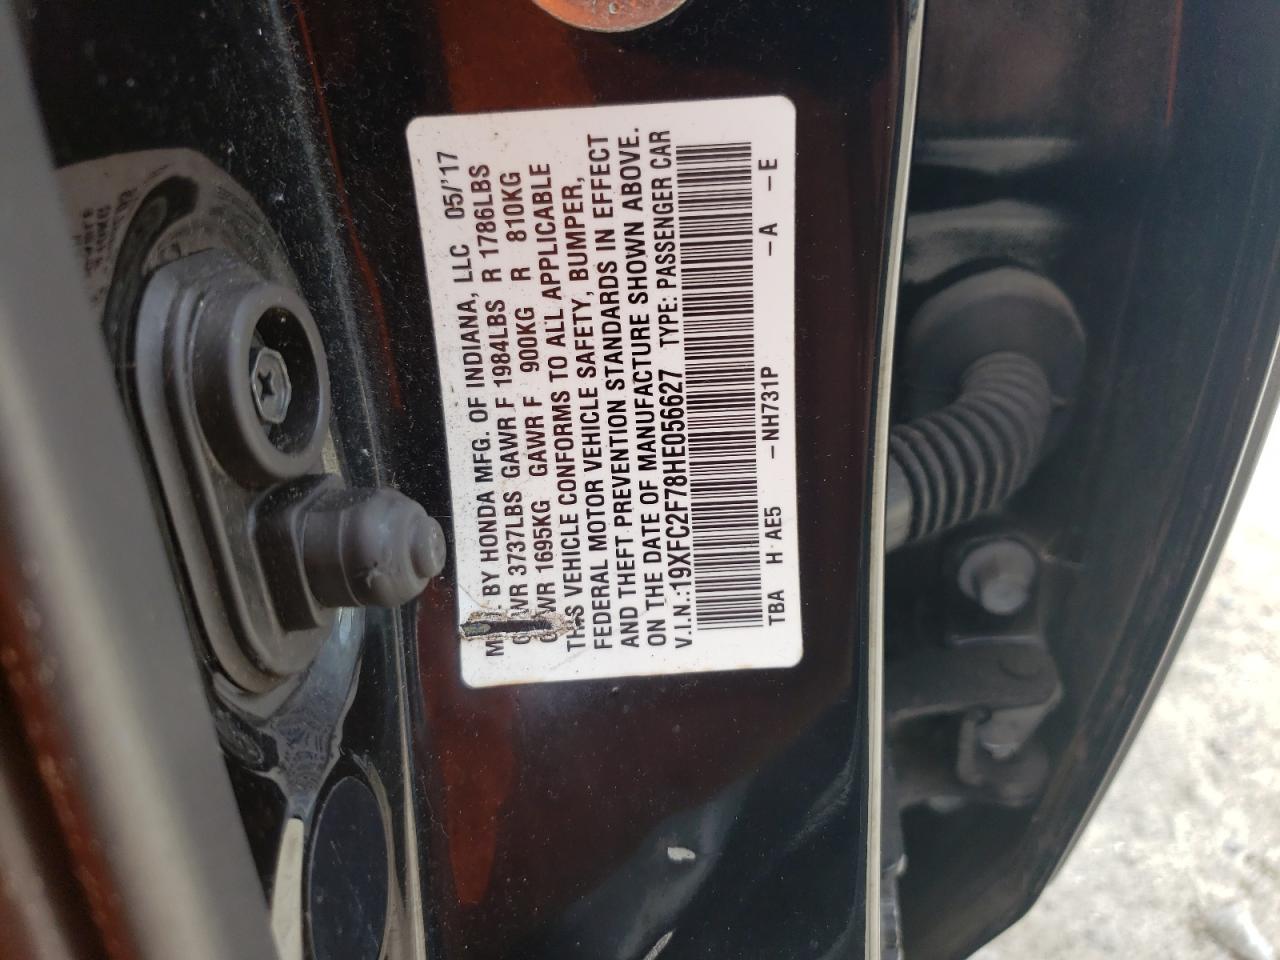 MFD. BY HONDA MFG. OF INDIANA, LLC 05/'17
GVWR 3737LBS GAWR F 1984LBS R 1786LBS
GVWR 1695KG GAWR F 900KG R 810KG
THIS VEHICLE CONFORMS TO ALL APPLICABLE
FEDERAL MOTOR VEHICLE SAFETY, BUMPER,
AND THEFT PREVENTION STANDARDS IN EFFECT
ON THE DATE OF MANUFACTURE SHOWN ABOVE.
V.I.N.:19XFC2F78HE056627 TYPE: PASSENGER CAR
TBA H AE5 -NH731P -A -E